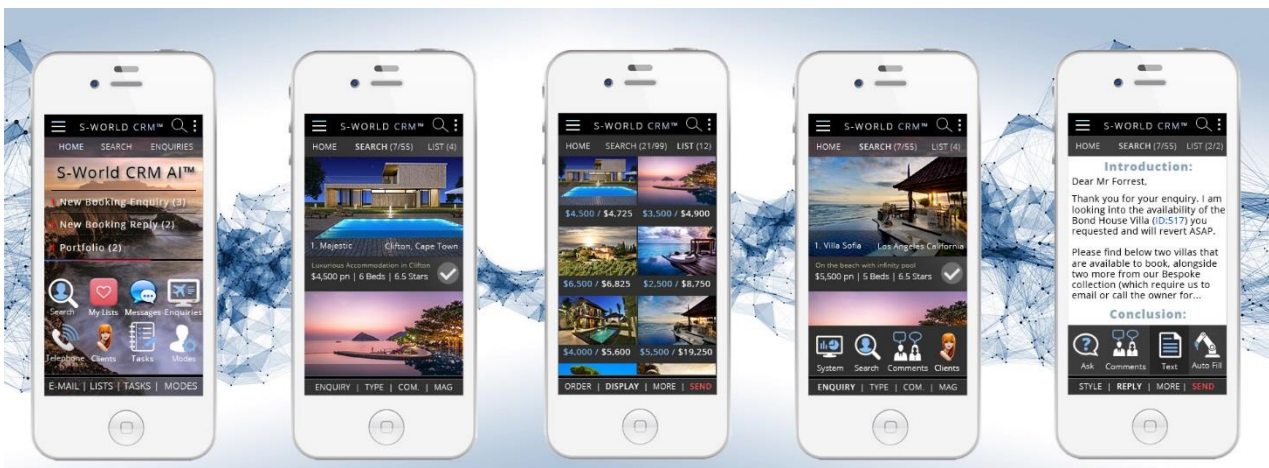 S-WORLD CRM™
HOME SEARCH ENQUIRIES
S-World CRM AI™
New Booking Enquiry (3)
New Booking Reply (2)
Portfolio (2)
Search My Lists Messages Enquiries
Telephone Clients Tasks Modes
E-MAIL | LISTS | TASKS | MODES
S-WORLD CRM™
HOME SEARCH (7/55) LIST (4)
1. Majestic Clifton, Cape Town
Luxurious Accommodation in Clifton
$4,500 pn | 6 Beds | 6.5 Stars
ENQUIRY | TYPE | COM. | MAG
S-WORLD CRM™
HOME SEARCH (21/99) LIST (12)
$4,500 / $4,725 $3,500 / $4,900
$6,500 / $6,825 $2,500 / $8,750
$4,000 / $5,600 $5,500 / $19,250
ORDER | DISPLAY | MORE | SEND
S-WORLD CRM™
HOME SEARCH (7/55) LIST (4)
1. Villa Sofia Los Angeles California
On the beach with infinity pool
$5,500 pn | 5 Beds | 6.5 Stars
System Search Comments Clients
ENQUIRY | TYPE | COM. | MAG
S-WORLD CRM™
HOME SEARCH (7/55) LIST (2/2)
Introduction:
Dear Mr Forrest,
Thank you for your enquiry. I am
looking into the availability of the
Bond House Villa (ID:517) you
requested and will revert ASAP.
Please find below two villas that
are available to book, alongside
two more from our Bespoke
collection (which require us to
email or call the owner for...
Conclusion:
Ask Comments Text Auto Fill
STYLE | REPLY | MORE | SEND